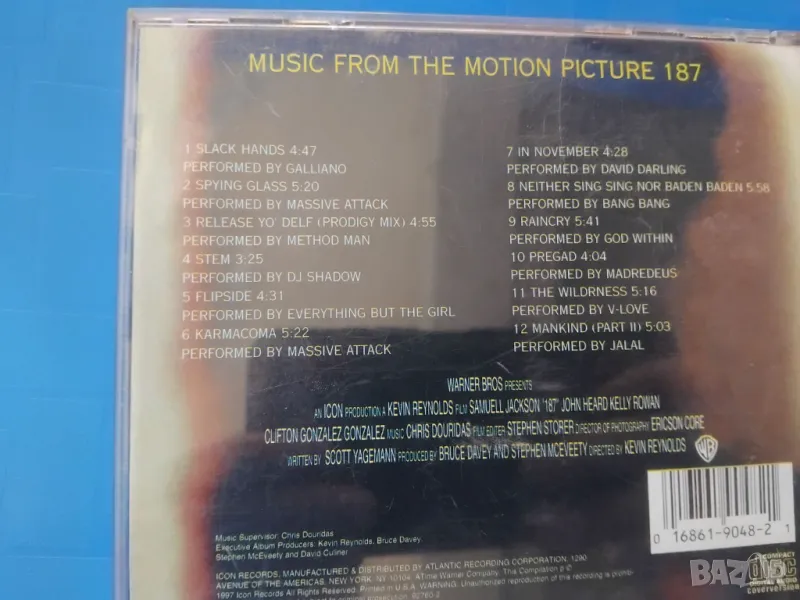 MUSIC FROM THE MOTION PICTURE 187
1 SLACK HANDS 4:47
PERFORMED BY GALLIANO
2 SPYING GLASS 5:20
PERFORMED BY MASSIVE ATTACK
3 RELEASE YO' DELF (PRODIGY MIX) 4:55
PERFORMED BY METHOD MAN
4 STEM 3:25
PERFORMED BY DJ SHADOW
5 FLIPSIDE 4:31
PERFORMED BY EVERYTHING BUT THE GIRL
6 KARMACOMA 5:22
PERFORMED BY MASSIVE ATTACK
7 IN NOVEMBER 4:28
PERFORMED BY DAVID DARLING
8 NEITHER SING SING NOR BADEN BADEN 5:58
PERFORMED BY BANG BANG
9 RAINCRY 5:41
PERFORMED BY GOD WITHIN
10 PREGAD 4:04
PERFORMED BY MADREDEUS
11 THE WILDRNESS 5:16
PERFORMED BY V-LOVE
12 MANKIND (PART II) 5:03
PERFORMED BY JALAL
WARNER BROS PRESENTS
AN ICON PRODUCTION A KEVIN REYNOLDS FILM SAMUELL JACKSON '187' JOHN HEARD KELLY ROWAN
CLIFTON GONZALEZ GONZALEZ MUSIC CHRIS DOURIDAS FILM EDITER STEPHEN STORER DIRECTOR OF PHOTOGRAPHY ERICSON CORE
WRITTEN BY SCOTT YAGEMANN PRODUCED BY BRUCE DAVEY AND STEPHEN MCEVEETY DIRECTED BY KEVIN REYNOLDS
WB
Music Supervisor: Chris Douridas
Executive Album Producers: Kevin Reynolds, Bruce Davey,
Stephen McEveety and David Culiner
ICON RECORDS, MANUFACTURED & DISTRIBUTED BY ATLANTIC RECORDING CORPORATION, 1290
AVENUE OF THE AMERICAS, NEW YORK, NY 10104. A Time Warner Company. This Compilation p ©
1997 Icon Records All Rights Reserved. Printed in U.S.A. WARNING: Unauthorized reproduction of this recording is prohib-
0 16861-9048-2 1
COMPACT
disc
DIGITAL AUDIO
coverversion
BAZAR